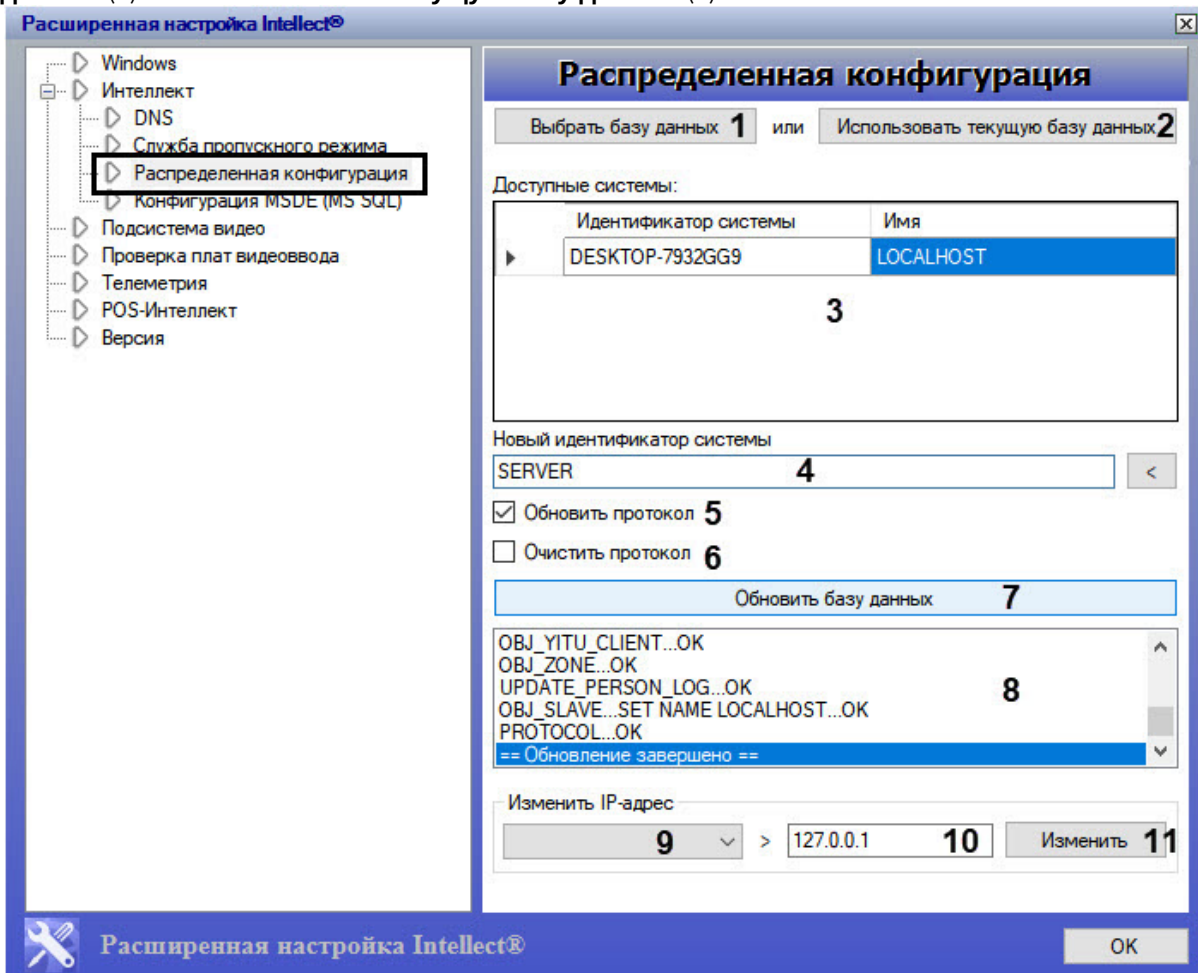 Расширенная настройка Intellect®
Windows
Интеллект
DNS
Служба пропускного режима
Распределенная конфигурация
Конфигурация MSDE (MS SQL)
Подсистема видео
Проверка плат видеоввода
Телеметрия
POS-Интеллект
Версия
Распределенная конфигурация
Выбрать базу данных 1 или Использовать текущую базу данных 2
Доступные системы:
Идентификатор системы Имя
DESKTOP-7932GG9 LOCALHOST
3
Новый идентификатор системы
SERVER 4 <
Обновить протокол 5
Очистить протокол 6
Обновить базу данных 7
OBJ_YITU_CLIENT...OK
OBJ_ZONE...OK
UPDATE_PERSON_LOG...OK
8
OBJ_SLAVE...SET NAME LOCALHOST...OK
PROTOCOL...OK
== Обновление завершено ==
Изменить IP-адрес
9 > 127.0.0.1 10 Изменить 11
Расширенная настройка Intellect® OK